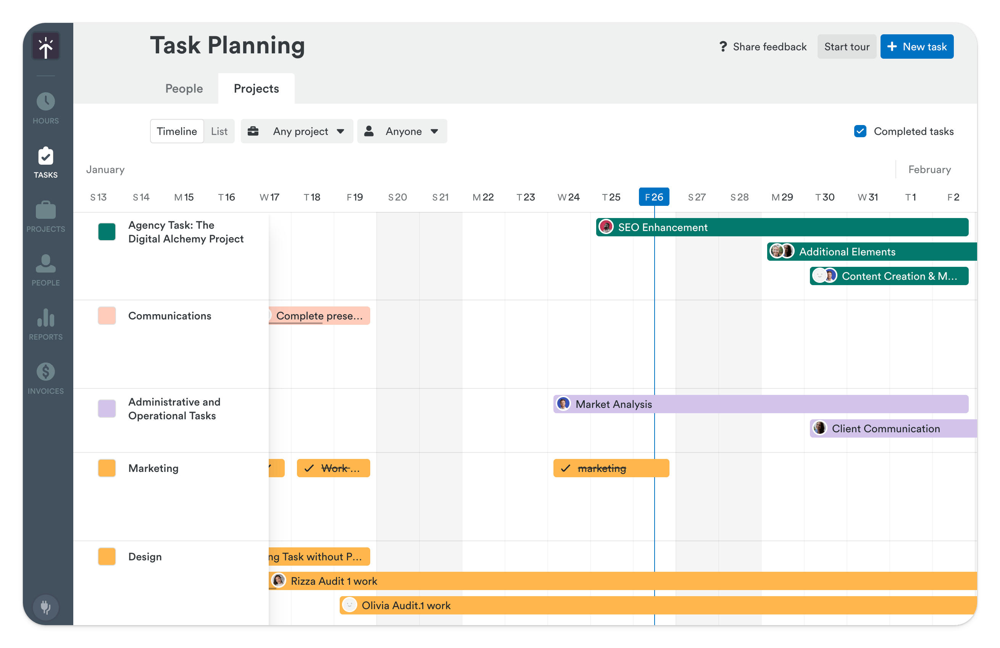 Task Planning
? Share feedback
Start tour
+ New task
People
Projects
HOURS
TASKS
PROJECTS
PEOPLE
REPORTS
INVOICES
Timeline
List
Any project
Anyone
Completed tasks
January
February
S 13 S 14 M 15 T 16 W 17 T 18 F 19 S 20 S 21 M 22 T 23 W 24 T 25 F 26 S 27 S 28 M 29 T 30 W 31 T 1 F 2
Agency Task: The
Digital Alchemy Project
SEO Enhancement
Additional Elements
Content Creation & M...
Communications
Complete prese...
Administrative and
Operational Tasks
Market Analysis
Client Communication
Marketing
Work ...
marketing
Design
ng Task without P...
Rizza Audit 1 work
Olivia Audit.1 work